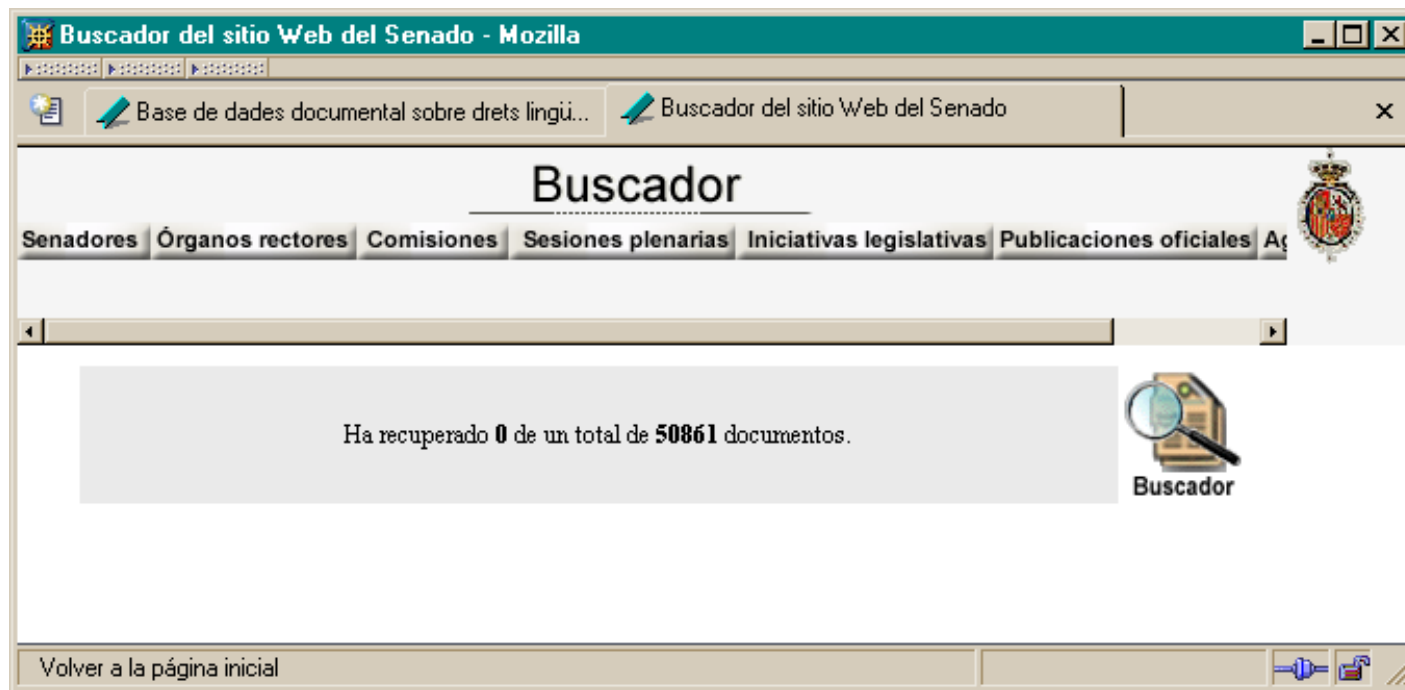 Buscador del sitio Web del Senado - Mozilla
Base de dades documental sobre drets lingü... Buscador del sitio Web del Senado
Buscador
Senadores Órganos rectores Comisiones Sesiones plenarias Iniciativas legislativas Publicaciones oficiales Ag
Ha recuperado 0 de un total de 50861 documentos.
Buscador
Volver a la página inicial